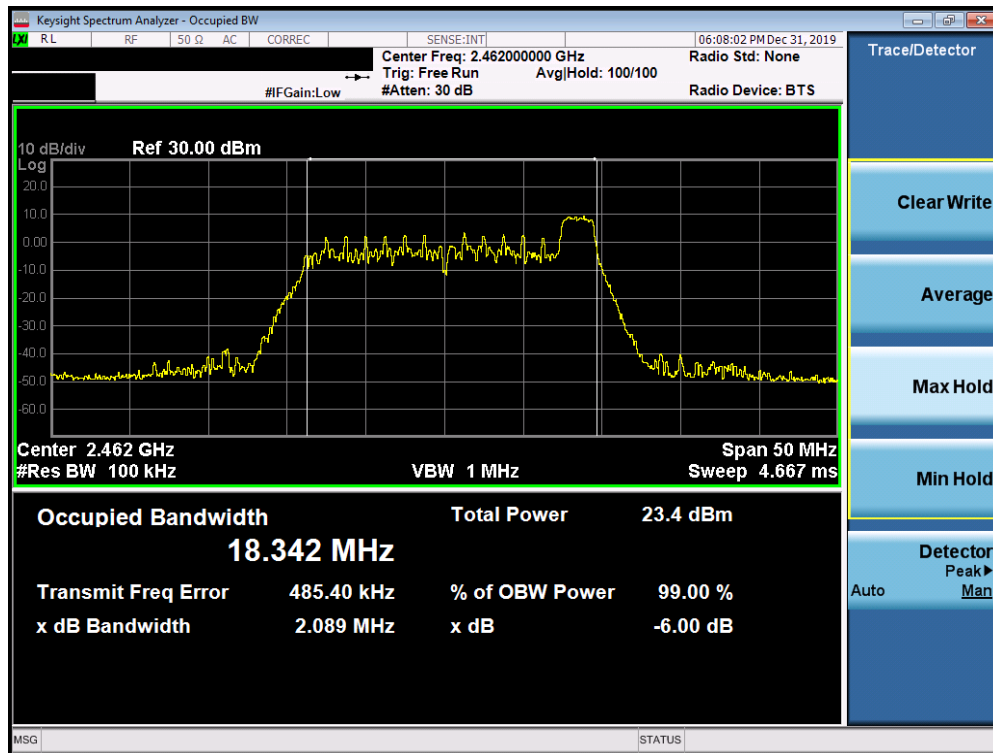 Keysight Spectrum Analyzer - Occupied BW
LXI RL RF 50 Ω AC CORREC SENSE:INT 06:08:02 PM Dec 31, 2019
Center Freq: 2.462000000 GHz Radio Std: None
Trig: Free Run Avg|Hold: 100/100
#IFGain:Low #Atten: 30 dB Radio Device: BTS
10 dB/div Ref 30.00 dBm
Log
20.0
10.0
0.00
-10.0
-20.0
-30.0
-40.0
-50.0
-60.0
Center 2.462 GHz Span 50 MHz
#Res BW 100 kHz VBW 1 MHz Sweep 4.667 ms
Occupied Bandwidth Total Power 23.4 dBm
18.342 MHz
Transmit Freq Error 485.40 kHz % of OBW Power 99.00 %
x dB Bandwidth 2.089 MHz x dB -6.00 dB
MSG STATUS
Trace/Detector
Clear Write
Average
Max Hold
Min Hold
Detector
Peak▶
Auto Man